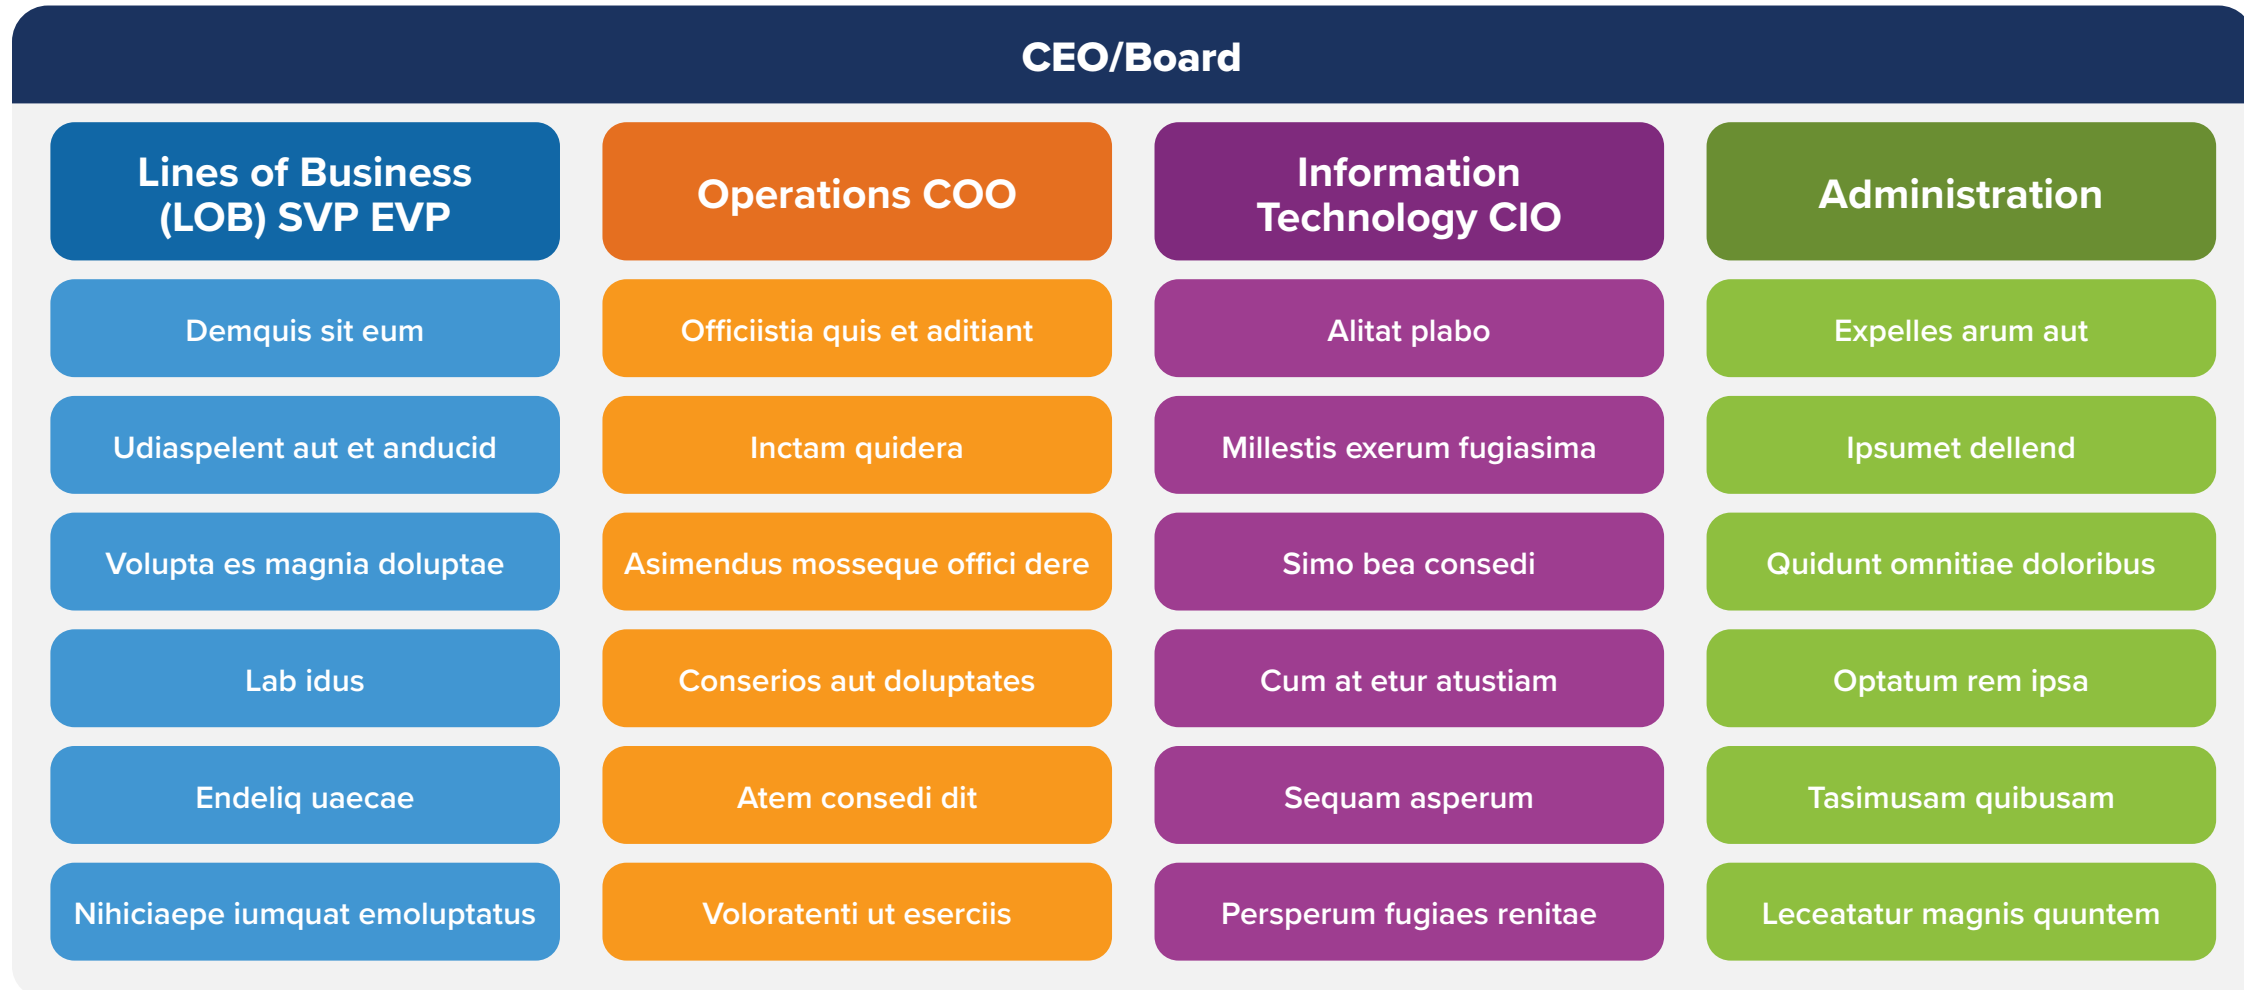 CEO/Board
Lines of Business
(LOB) SVP EVP
Operations COO
Information
Technology CIO
Administration
Demquis sit eum
Officiistia quis et aditiant
Alitat plabo
Expelles arum aut
Udiaspelent aut et anducid
Inctam quidera
Millestis exerum fugiasima
Ipsumet dellend
Volupta es magnia doluptae
Asimendus mosseque offici dere
Simo bea consedi
Quidunt omnitiae doloribus
Lab idus
Conserios aut doluptates
Cum at etur atustiam
Optatum rem ipsa
Endeliq uaecae
Atem consedi dit
Sequam asperum
Tasimusam quibusam
Nihiciaepe iumquat emoluptatus
Voloratenti ut eserciis
Persperum fugiaes renitae
Leceatatur magnis quuntem